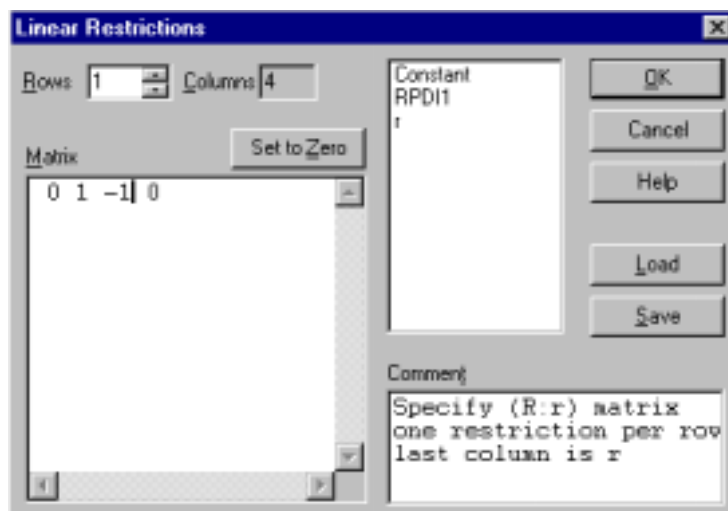 Linear Restrictions
Rows 1 Columns 4
Matrix
Set to Zero
0 1 -1 0
Constant
RPDI1
r
OK
Cancel
Help
Load
Save
Comment
Specify (R:r) matrix
one restriction per row
last column is r